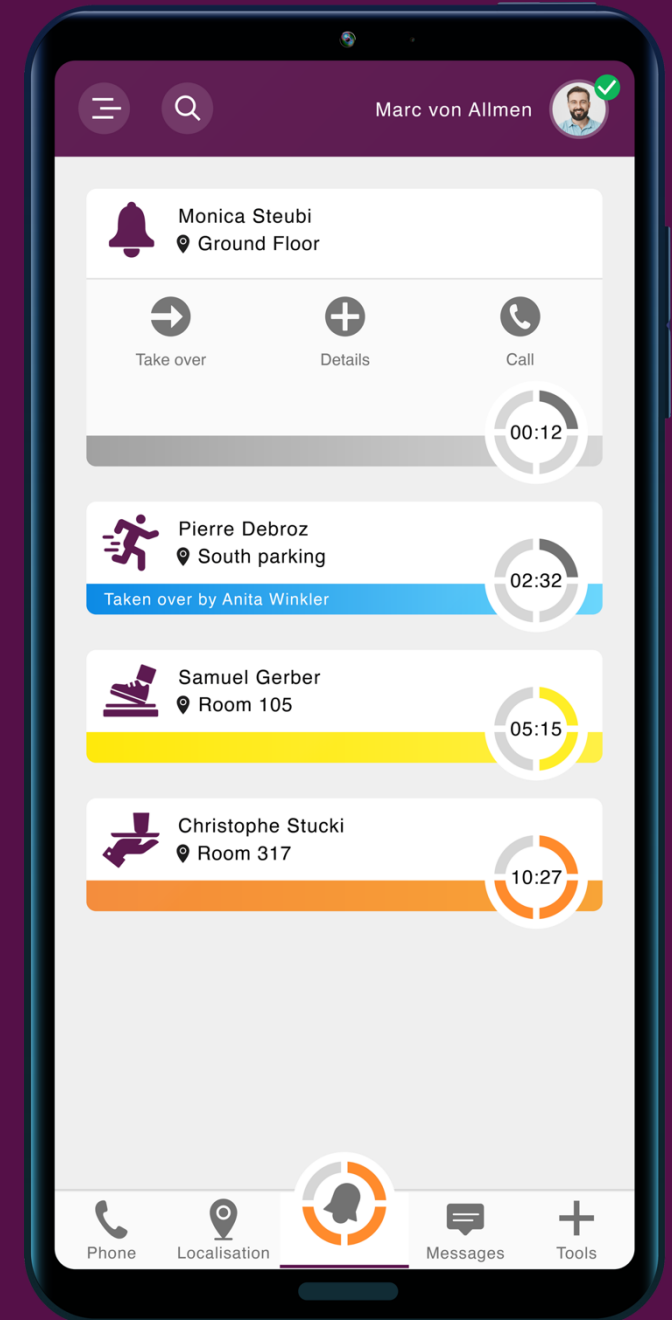 Marc von Allmen
Monica Steubi
Ground Floor
Take over
Details
Call
00:12
Pierre Debroz
South parking
02:32
Taken over by Anita Winkler
Samuel Gerber
Room 105
05:15
Christophe Stucki
Room 317
10:27
Phone
Localisation
Messages
Tools